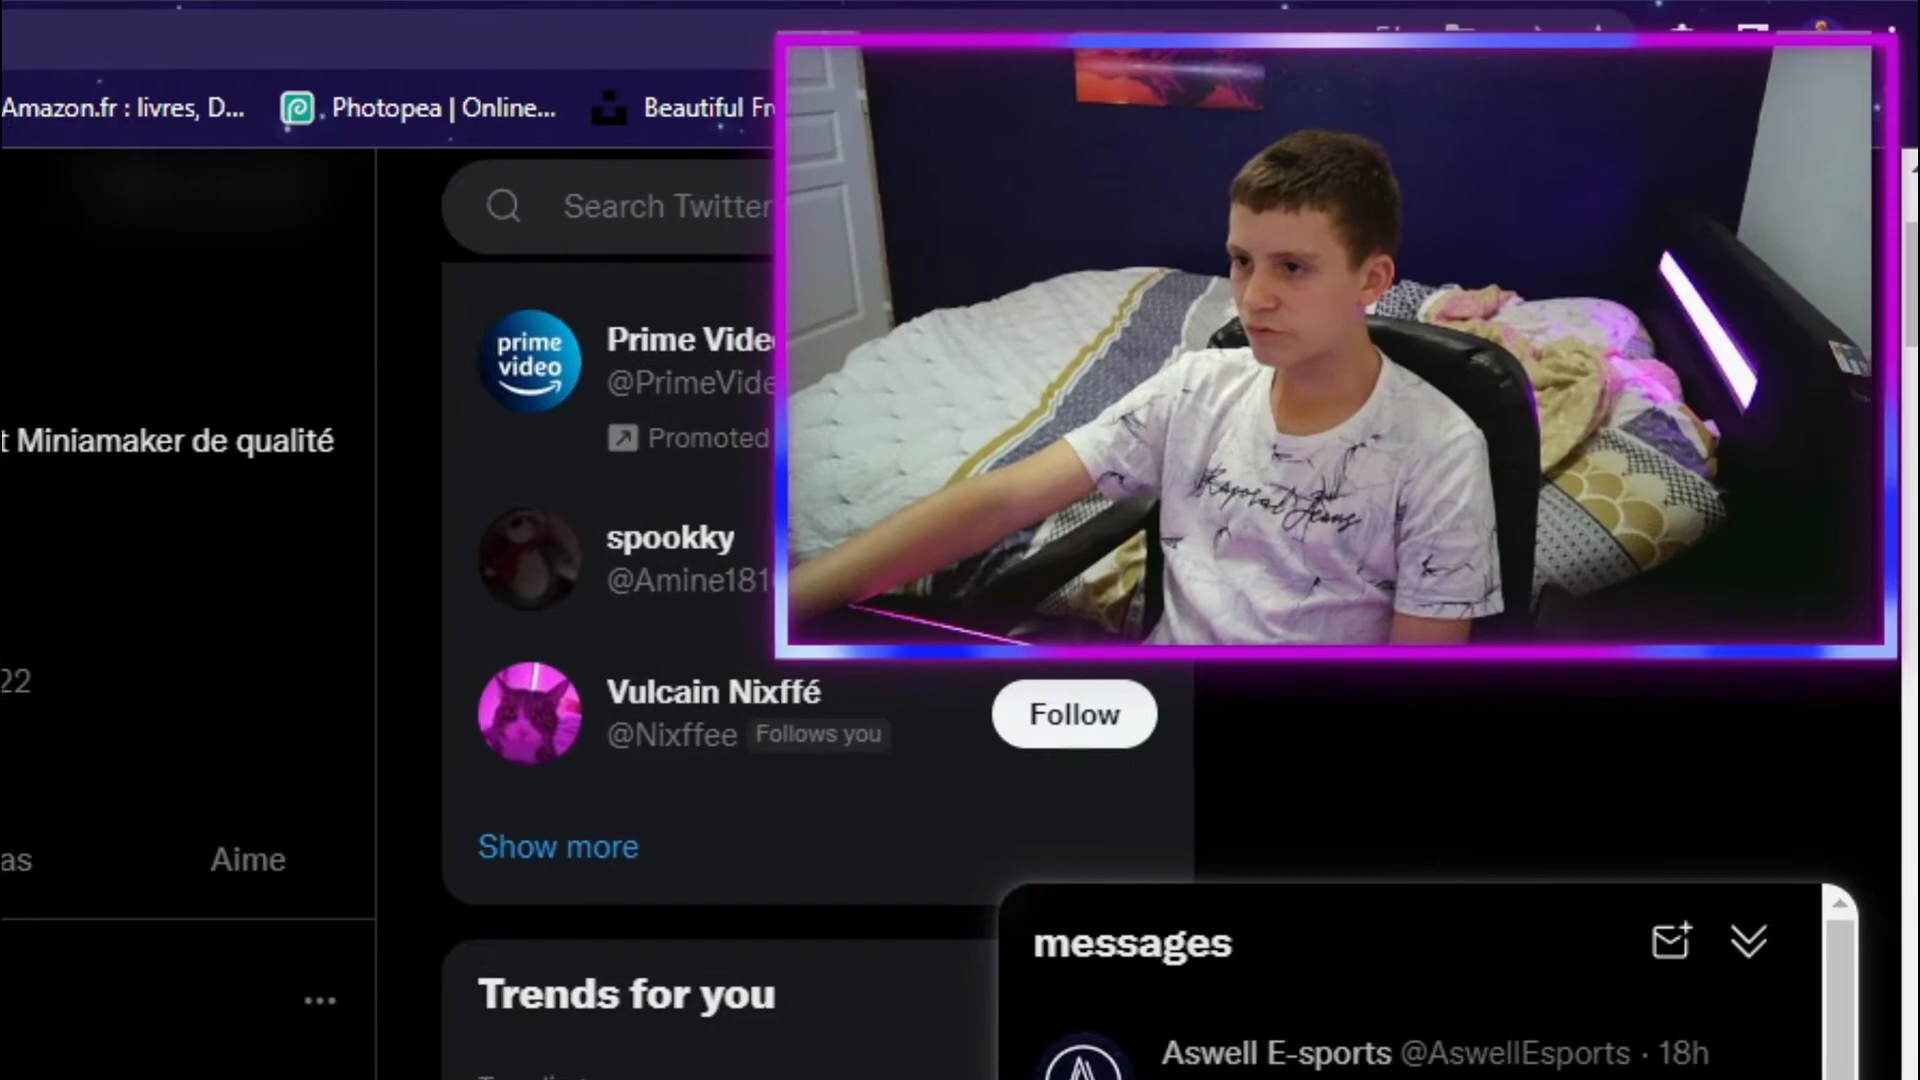 Amazon.fr : livres, D...
Photopea | Online...
Beautiful Fr
Search Twitter
t Miniamaker de qualité
22
as
Aime
prime
video
Prime Vide
@PrimeVide
Promoted
spookky
@Amine181
Vulcain Nixffé
@Nixffee
Follows you
Follow
Show more
Trends for you
messages
Aswell E-sports @AswellEsports · 18h
Kaporal Jeans